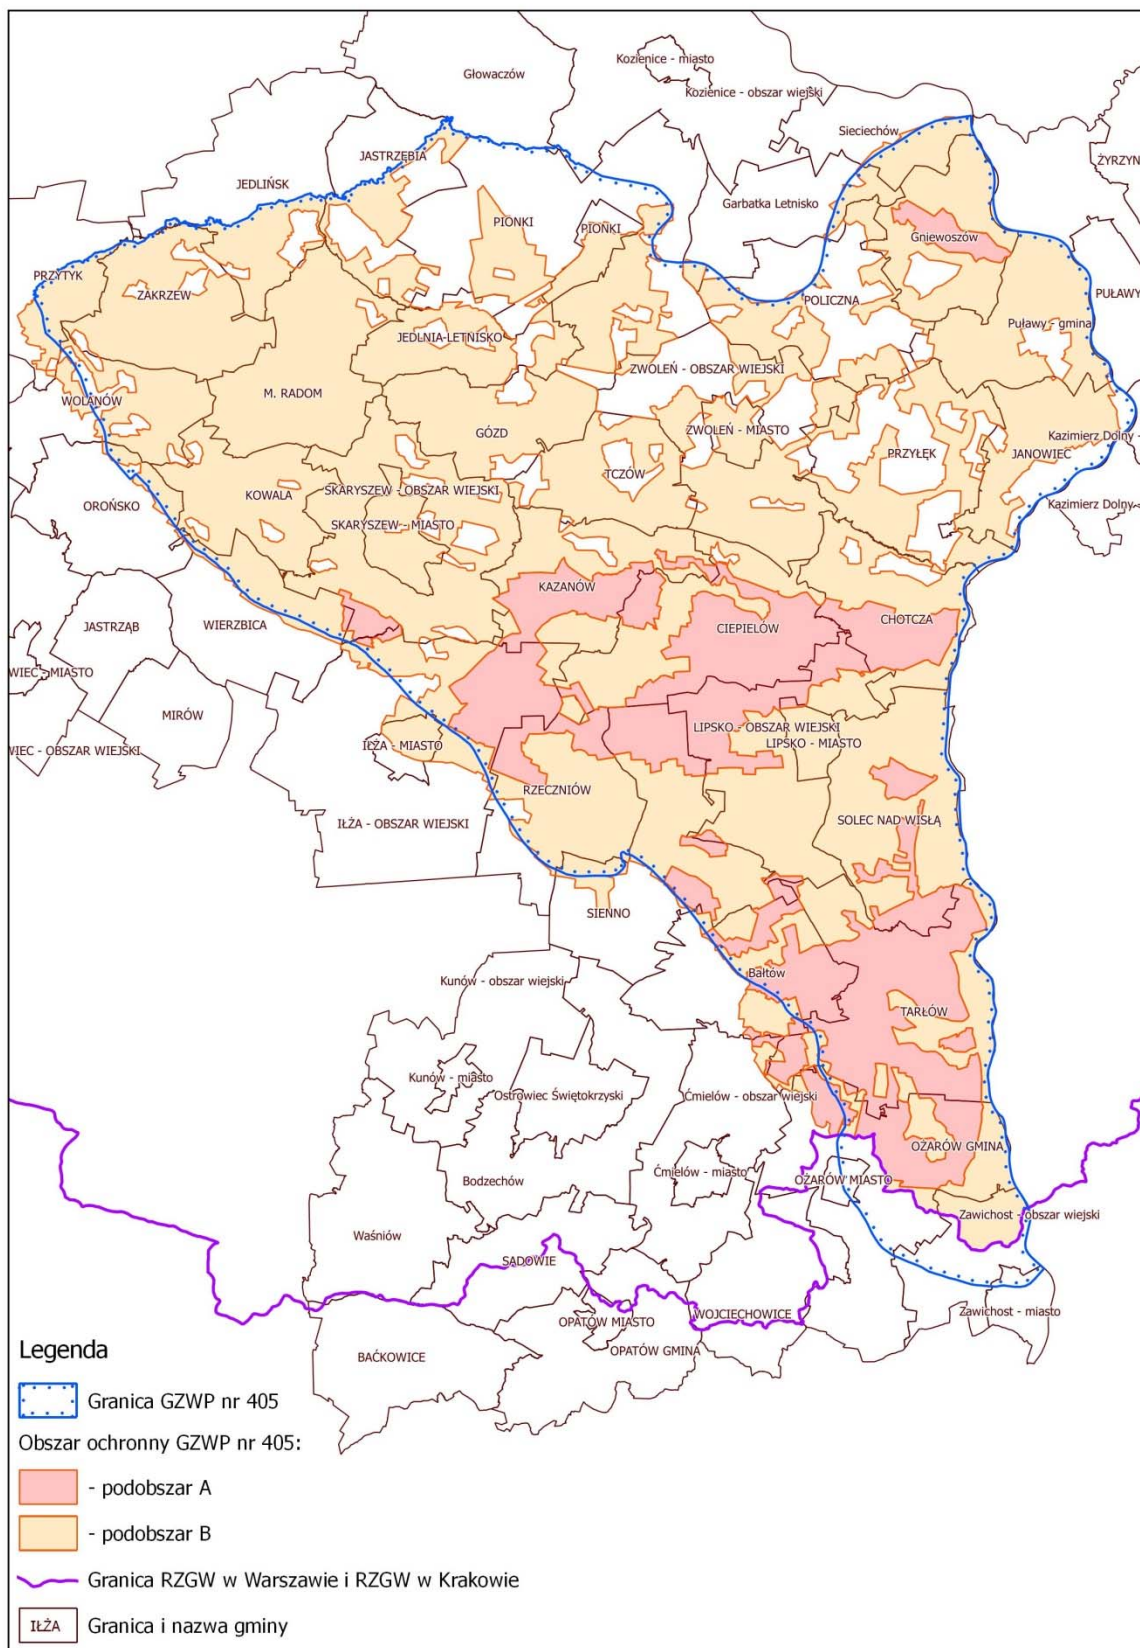 Głowaczów
Kozienice - miasto
Kozienice - obszar wiejski
Sieciechów
ŻYRZYN
JASTRZĘBIA
JEDLIŃSK
Garbatka Letnisko
PIONKI
PIONKI
Gniewoszów
PRZYTYK
ZAKRZEW
POLICZNA
PUŁAWY
Puławy - gmina
JEDLNIA-LETNISKO
ZWOLEŃ - OBSZAR WIEJSKI
M. RADOM
WOLANÓW
GÓZD
ZWOLEŃ - MIASTO
Kazimierz Dolny -
PRZYŁĘK
JANOWIEC
TCZÓW
OROŃSKO
KOWALA
SKARYSZEW - OBSZAR WIEJSKI
Kazimierz Dolny -
SKARYSZEW - MIASTO
KAZANÓW
JASTRZĄB
WIERZBICA
CIEPIELÓW
CHOTCZA
WIEC - MIASTO
MIRÓW
WIEC - OBSZAR WIEJSKI
IŁŻA - MIASTO
LIPSKO - OBSZAR WIEJSKI
LIPSKO - MIASTO
RZECZNIÓW
IŁŻA - OBSZAR WIEJSKI
SOLEC NAD WISŁĄ
SIENNO
Kunów - obszar wiejski
Bałtów
TARŁÓW
Kunów - miasto
Ostrowiec Świętokrzyski
Ćmielów - obszar wiejski
OŻARÓW GMINA
Bodzechów
Ćmielów - miasto
OŻARÓW MIASTO
Zawichost - obszar wiejski
Waśniów
SADOWIE
WOJCIECHOWICE
Zawichost - miasto
OPATÓW MIASTO
OPATÓW GMINA
BAĆKOWICE
Legenda
Granica GZWP nr 405
Obszar ochronny GZWP nr 405:
- podobszar A
- podobszar B
Granica RZGW w Warszawie i RZGW w Krakowie
IŁŻA Granica i nazwa gminy